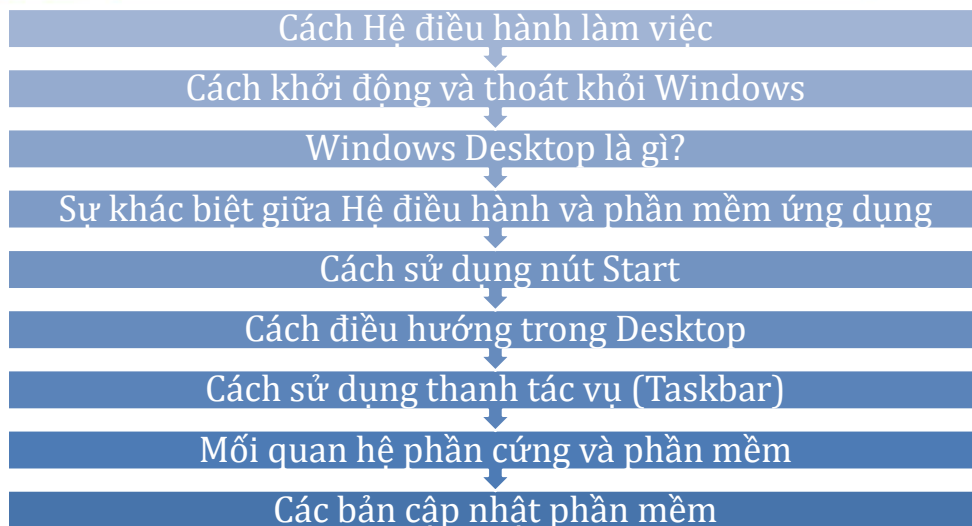 Cách Hệ điều hành làm việc
Cách khởi động và thoát khỏi Windows
Windows Desktop là gì?
Sự khác biệt giữa Hệ điều hành và phần mềm ứng dụng
Cách sử dụng nút Start
Cách điều hướng trong Desktop
Cách sử dụng thanh tác vụ (Taskbar)
Mối quan hệ phần cứng và phần mềm
Các bản cập nhật phần mềm